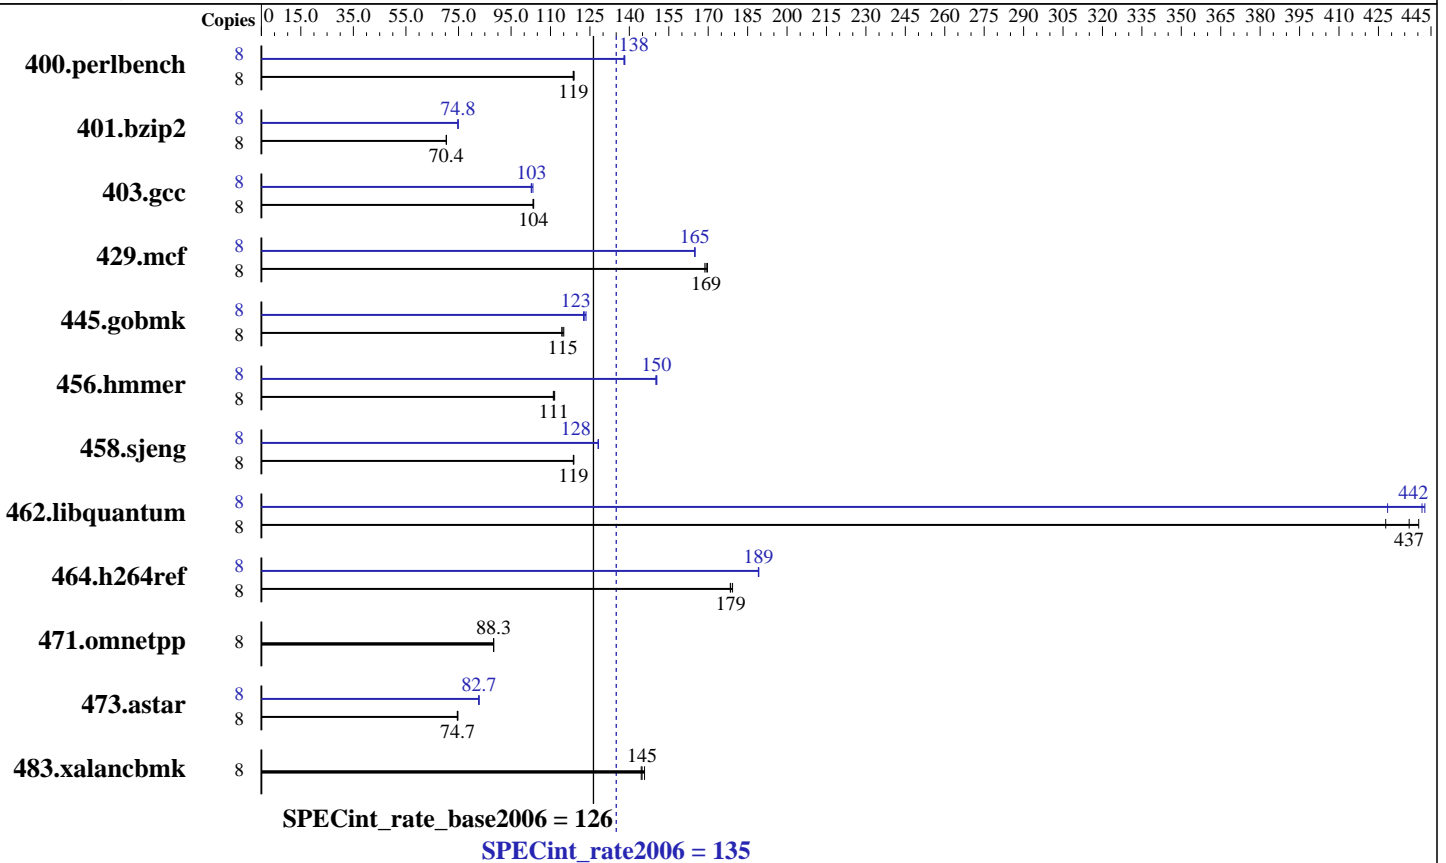 Copies 0 15.0 35.0 55.0 75.0 95.0 110 125 140 155 170 185 200 215 230 245 260 275 290 305 320 335 350 365 380 395 410 425 445
400.perlbench 8 138
8 119
401.bzip2 8 74.8
8 70.4
403.gcc 8 103
8 104
429.mcf 8 165
8 169
445.gobmk 8 123
8 115
456.hmmer 8 150
8 111
458.sjeng 8 128
8 119
462.libquantum 8 442
8 437
464.h264ref 8 189
8 179
471.omnetpp 8 88.3
473.astar 8 82.7
8 74.7
483.xalancbmk 8 145
SPECint_rate_base2006 = 126
SPECint_rate2006 = 135